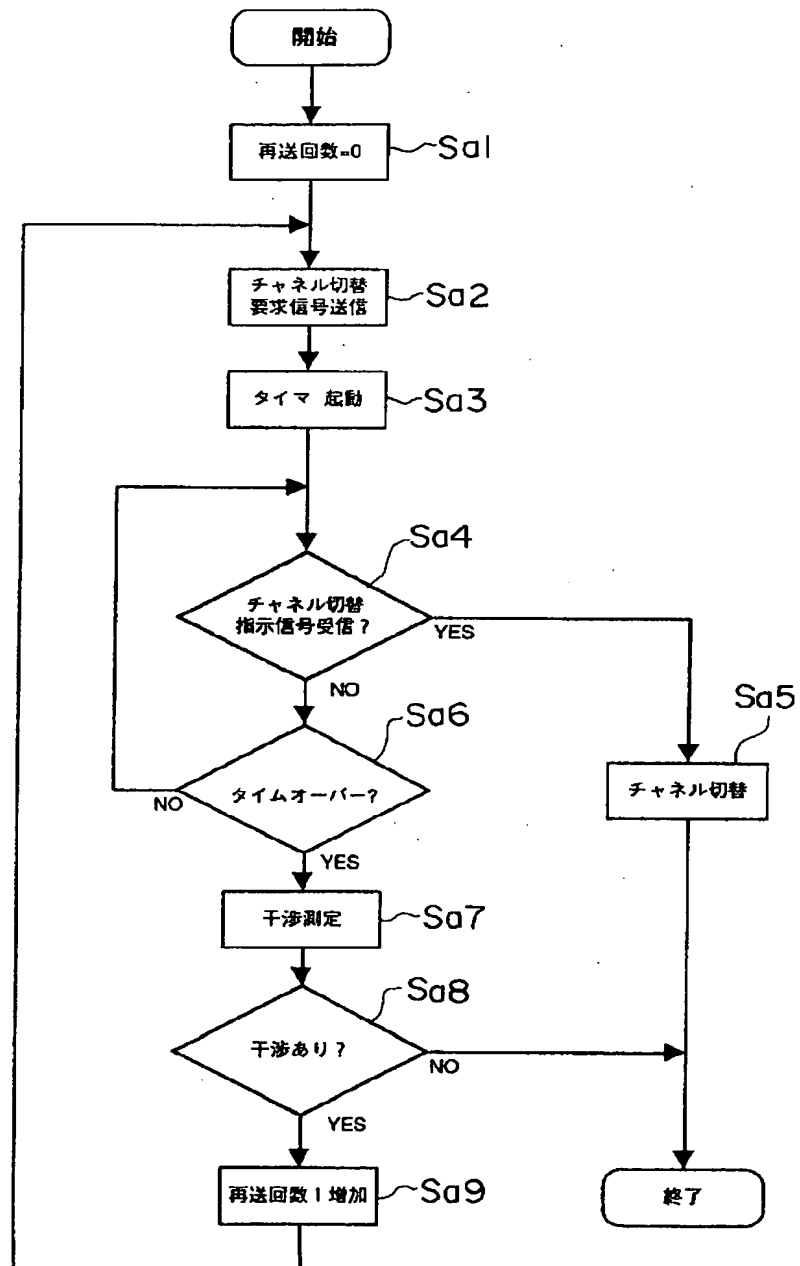 開始
再送回数=0
Sa1
チャネル切替
要求信号送信
Sa2
タイマ 起動
Sa3
Sa4
チャネル切替
指示信号受信?
YES
NO
Sa5
チャネル切替
Sa6
タイムオーバー?
NO
YES
干渉測定
Sa7
Sa8
干渉あり?
NO
YES
再送回数1増加
Sa9
終了